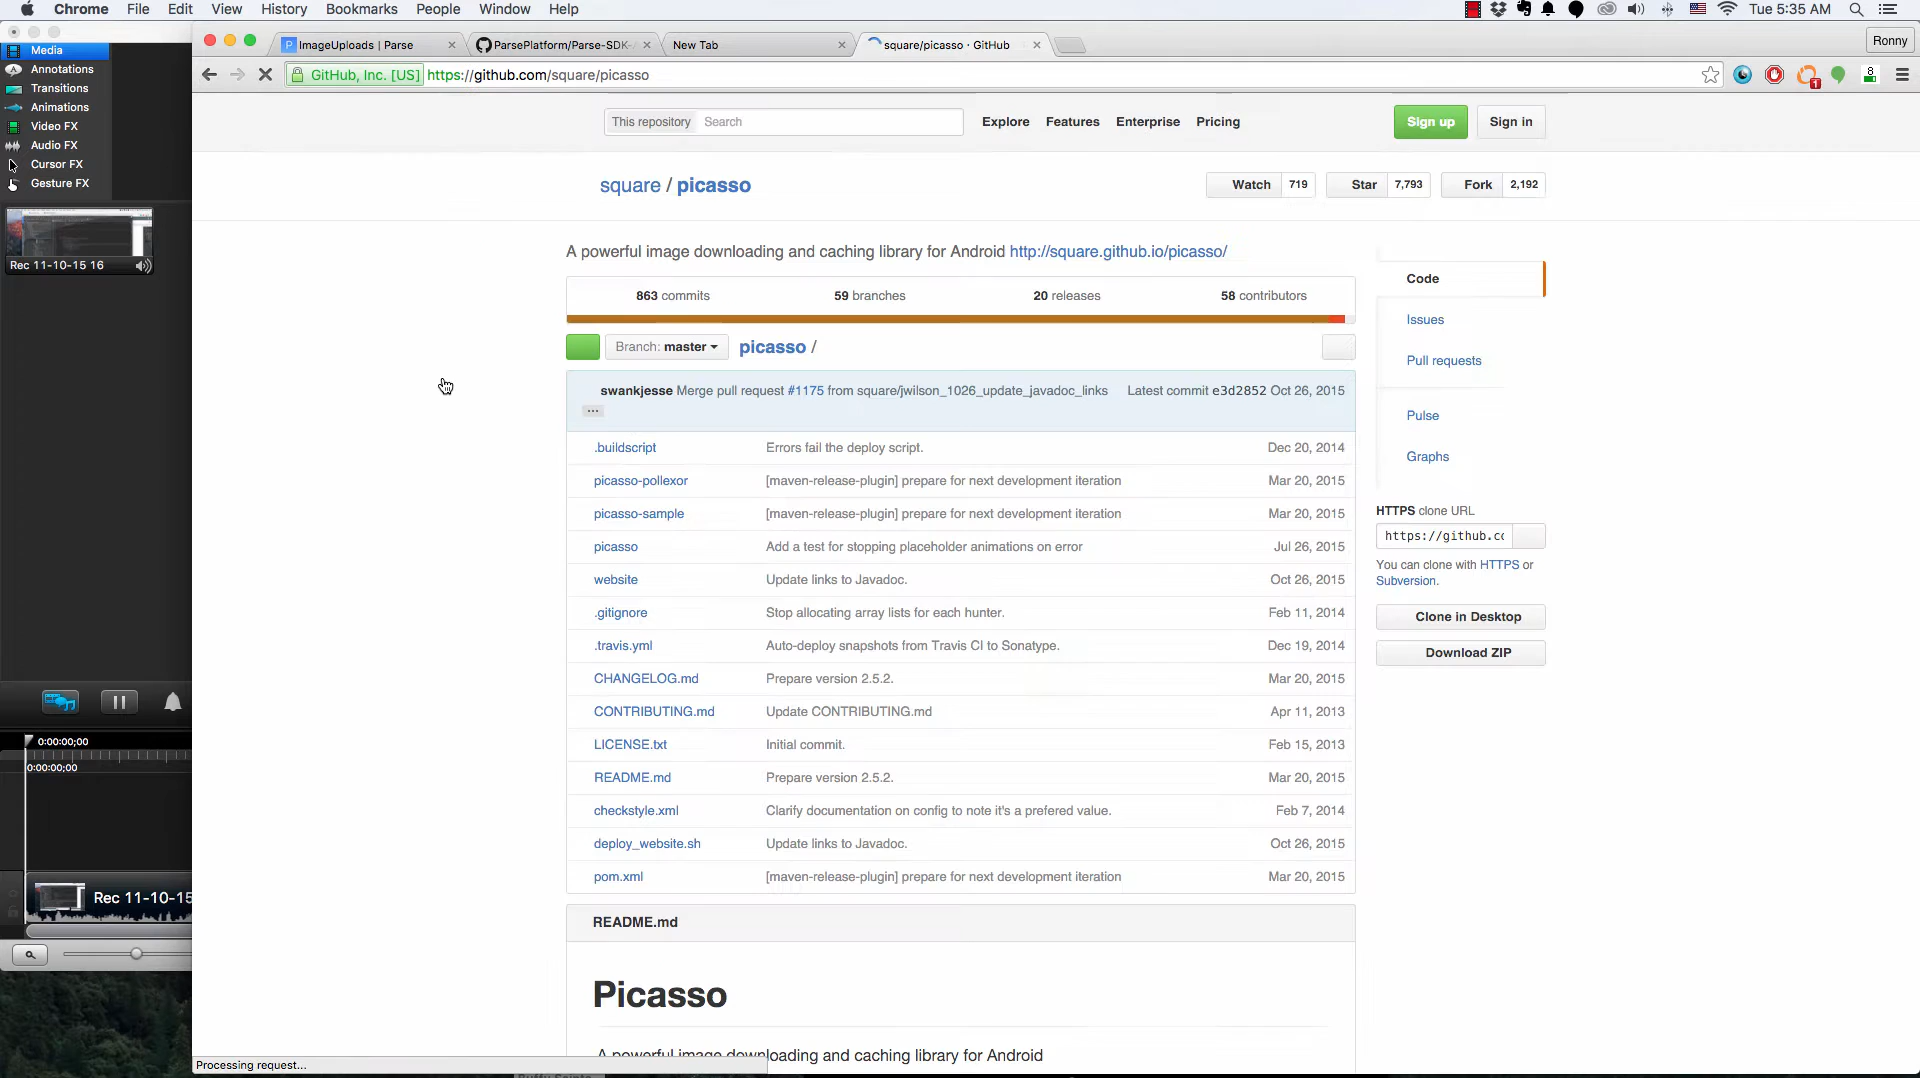 Chrome File Edit View History Bookmarks People Window Help Tue 5:35 AM
ImageUploads | Parse ParsePlatform/Parse-SDK- New Tab square/picasso · GitHub Ronny
GitHub, Inc. [US] https://github.com/square/picasso
Media
Annotations
Transitions
Animations
Video FX
Audio FX
Cursor FX
Gesture FX
Rec 11-10-15 16
0:00:00;00
0:00:00;00
Rec 11-10-15
This repository Search Explore Features Enterprise Pricing Sign up Sign in
square / picasso Watch 719 Star 7,793 Fork 2,192
A powerful image downloading and caching library for Android http://square.github.io/picasso/
863 commits 59 branches 20 releases 58 contributors
Branch: master picasso /
swankjesse Merge pull request #1175 from square/jwilson_1026_update_javadoc_links Latest commit e3d2852 Oct 26, 2015
...
.buildscript Errors fail the deploy script. Dec 20, 2014
picasso-pollexor [maven-release-plugin] prepare for next development iteration Mar 20, 2015
picasso-sample [maven-release-plugin] prepare for next development iteration Mar 20, 2015
picasso Add a test for stopping placeholder animations on error Jul 26, 2015
website Update links to Javadoc. Oct 26, 2015
.gitignore Stop allocating array lists for each hunter. Feb 11, 2014
.travis.yml Auto-deploy snapshots from Travis CI to Sonatype. Dec 19, 2014
CHANGELOG.md Prepare version 2.5.2. Mar 20, 2015
CONTRIBUTING.md Update CONTRIBUTING.md Apr 11, 2013
LICENSE.txt Initial commit. Feb 15, 2013
README.md Prepare version 2.5.2. Mar 20, 2015
checkstyle.xml Clarify documentation on config to note it's a prefered value. Feb 7, 2014
deploy_website.sh Update links to Javadoc. Oct 26, 2015
pom.xml [maven-release-plugin] prepare for next development iteration Mar 20, 2015
README.md
Picasso
A powerful image downloading and caching library for Android
Code
Issues
Pull requests
Pulse
Graphs
HTTPS clone URL
https://github.cc
You can clone with HTTPS or
Subversion.
Clone in Desktop
Download ZIP
Processing request...